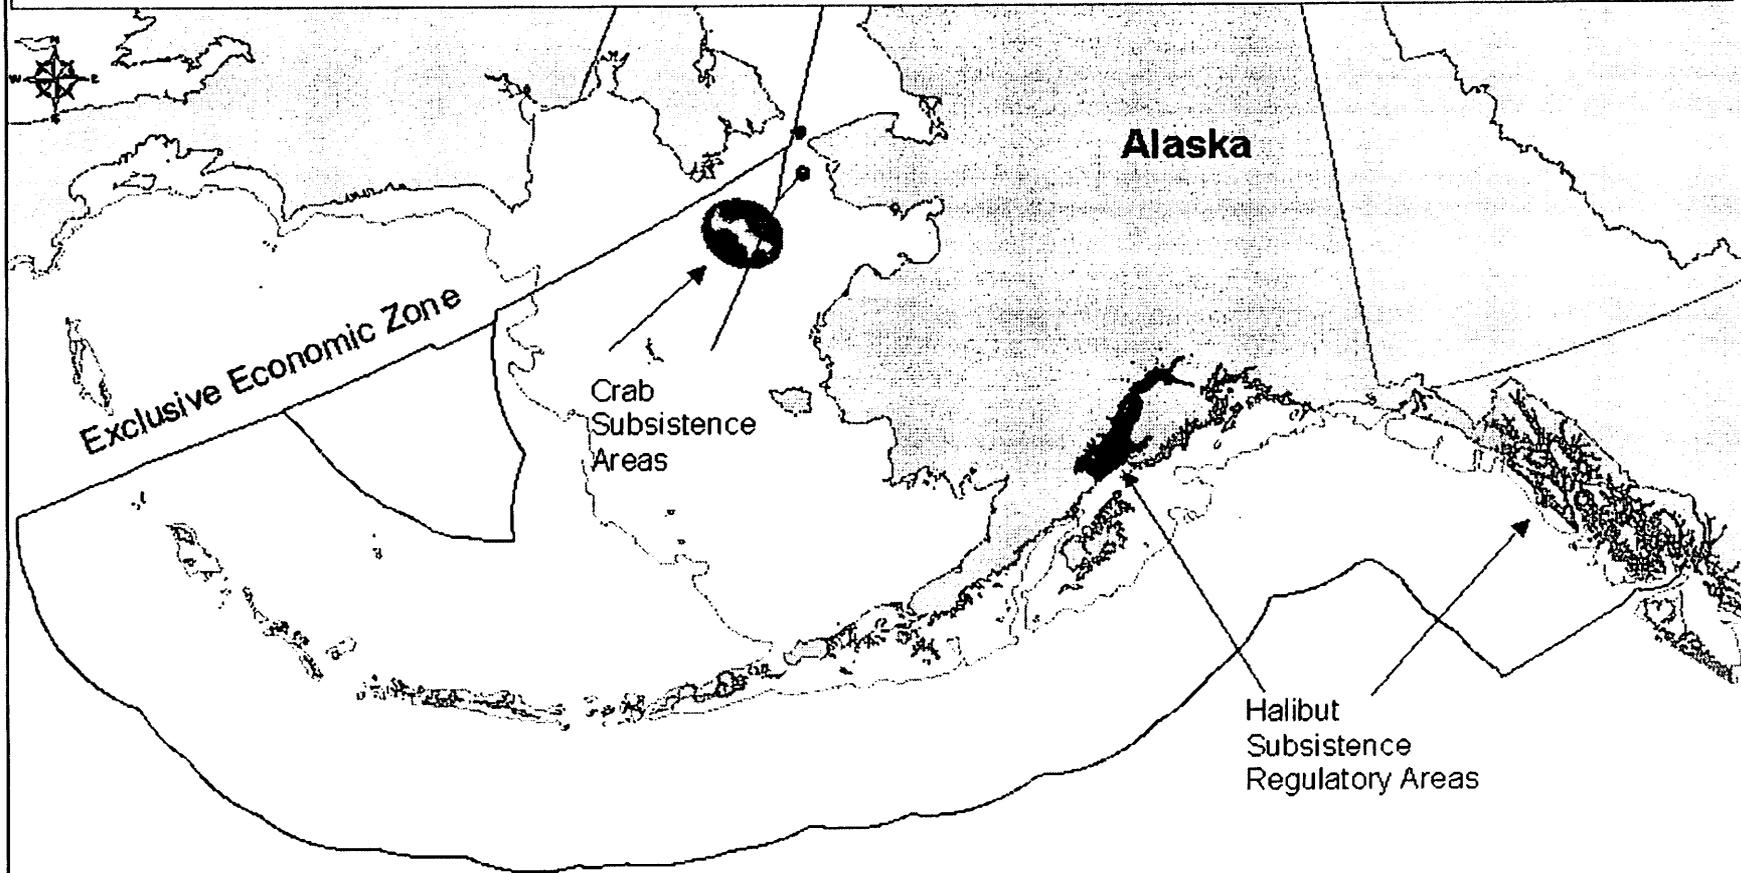 N
W E
S
Alaska
Exclusive Economic Zone
Crab
Subsistence
Areas
Halibut
Subsistence
Regulatory Areas